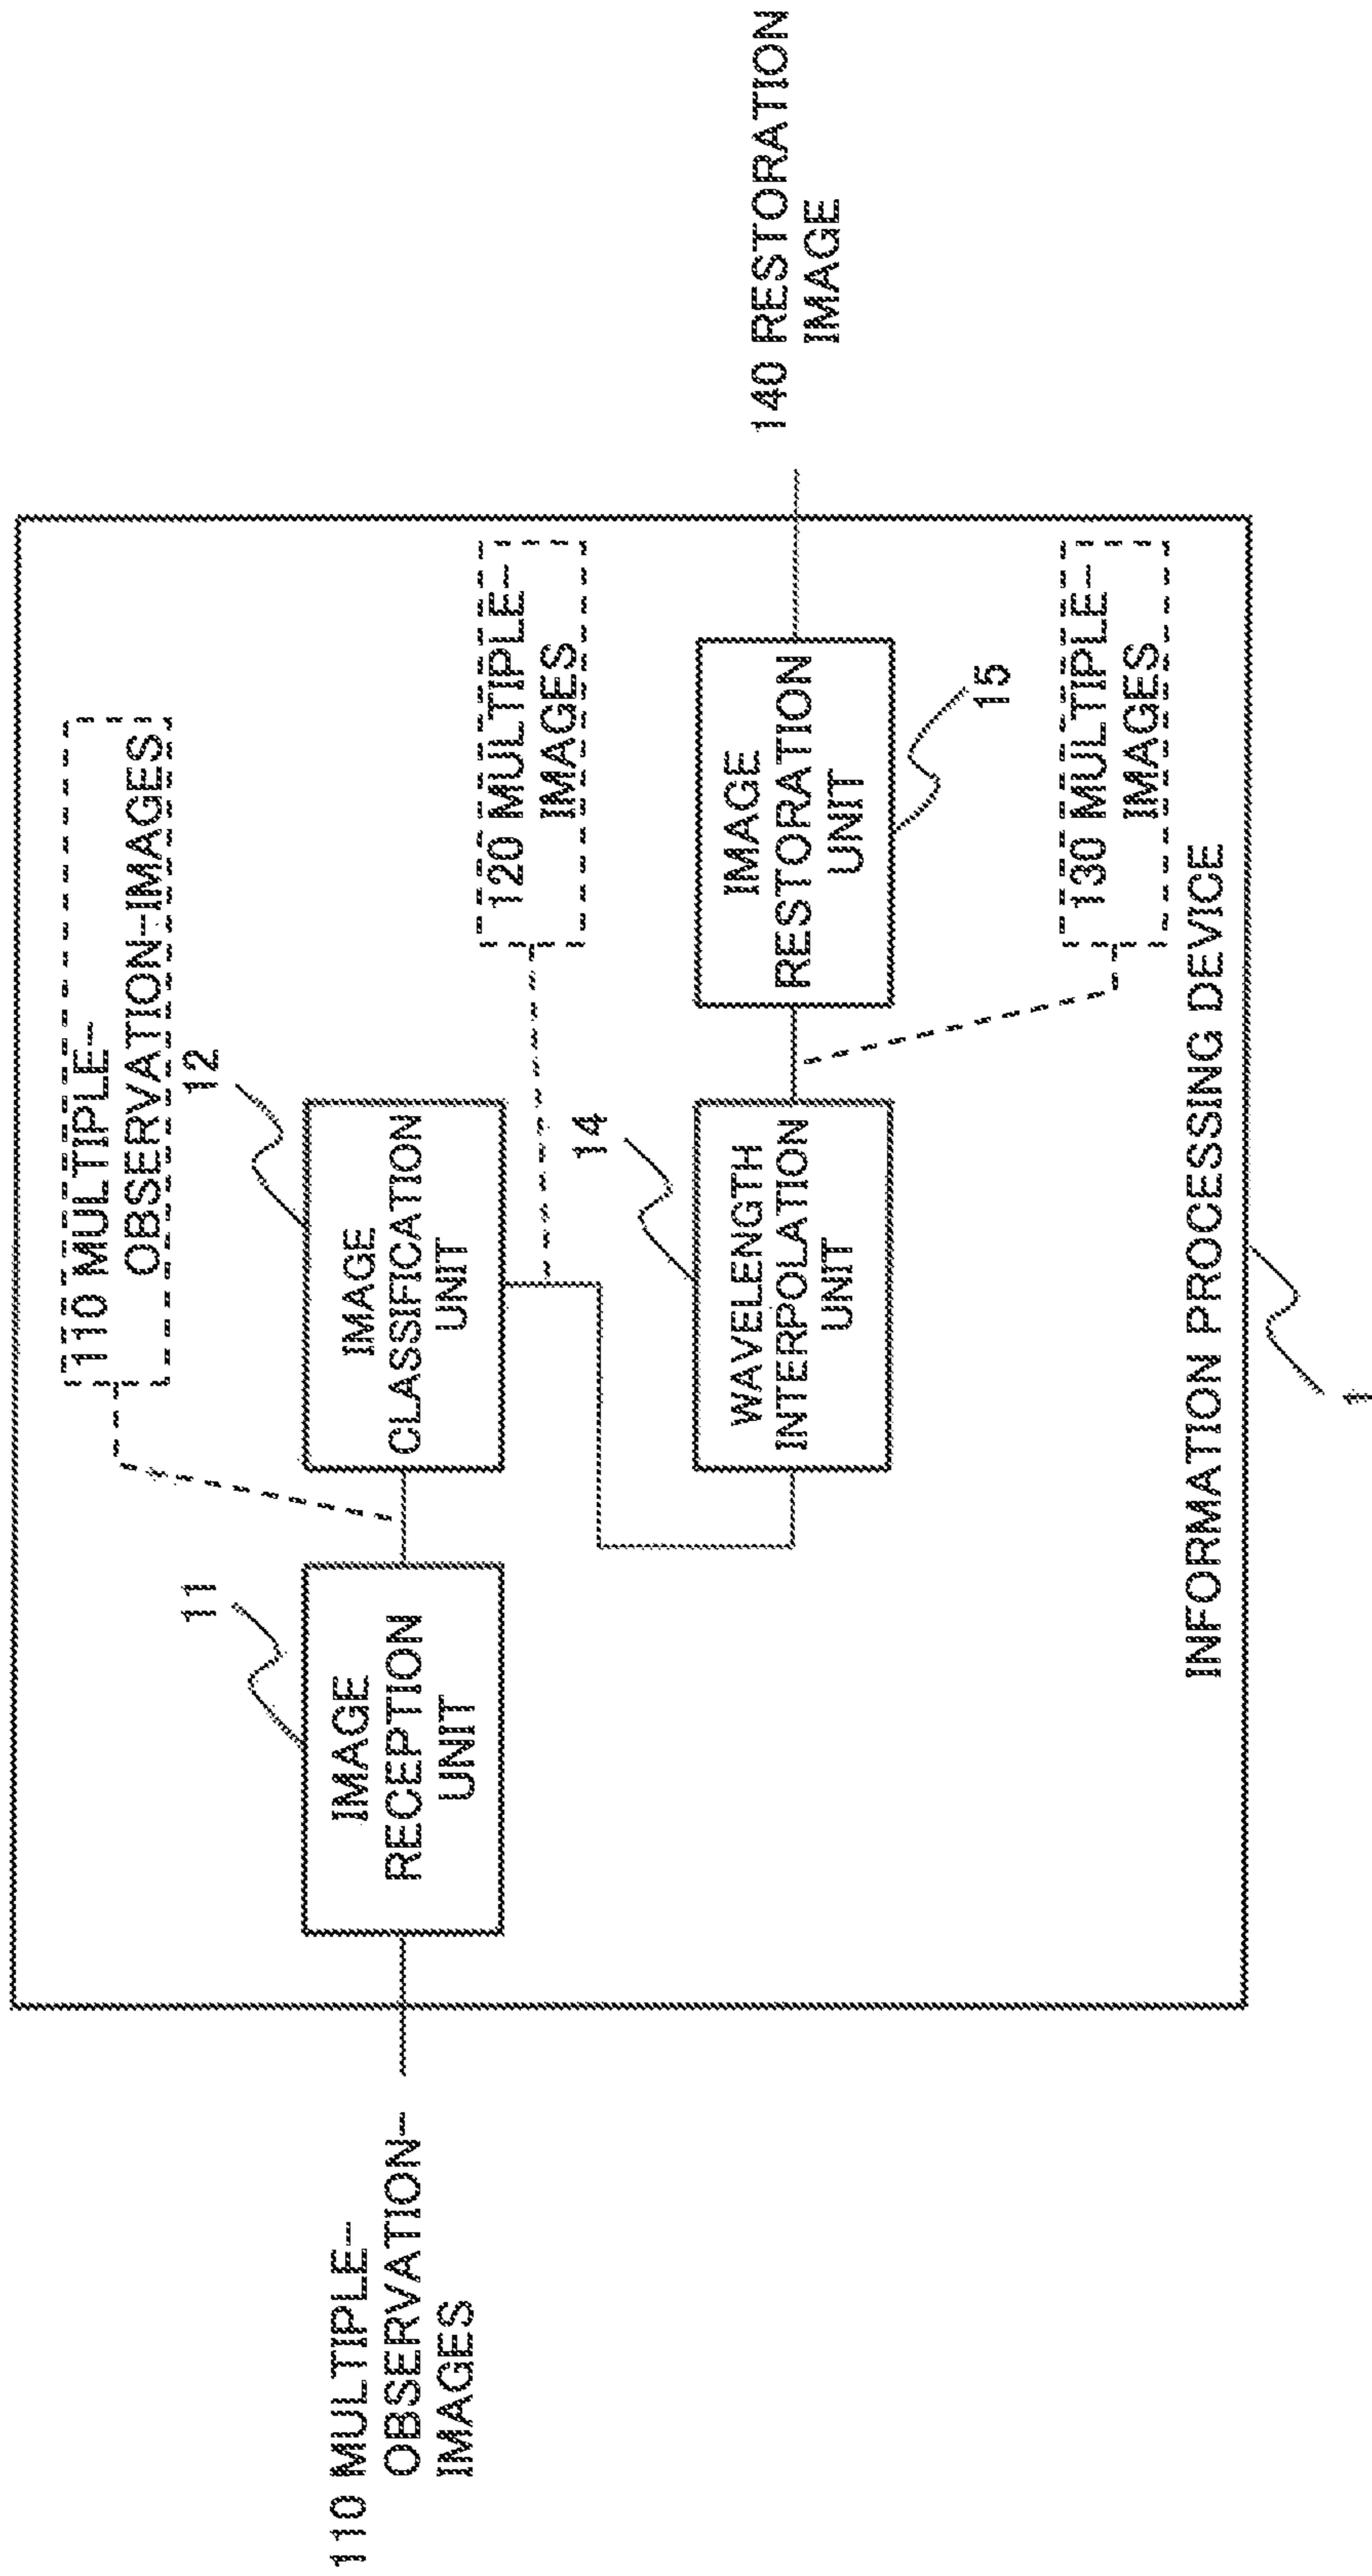 110 MULTIPLE-
OBSERVATION-
IMAGES
11
IMAGE
RECEPTION
UNIT
110 MULTIPLE-
OBSERVATION-IMAGES
12
IMAGE
CLASSIFICATION
UNIT
120 MULTIPLE-
IMAGES
14
WAVELENGTH
INTERPOLATION
UNIT
IMAGE
RESTORATION
UNIT
15
130 MULTIPLE-
IMAGES
INFORMATION PROCESSING DEVICE
1
140 RESTORATION
IMAGE